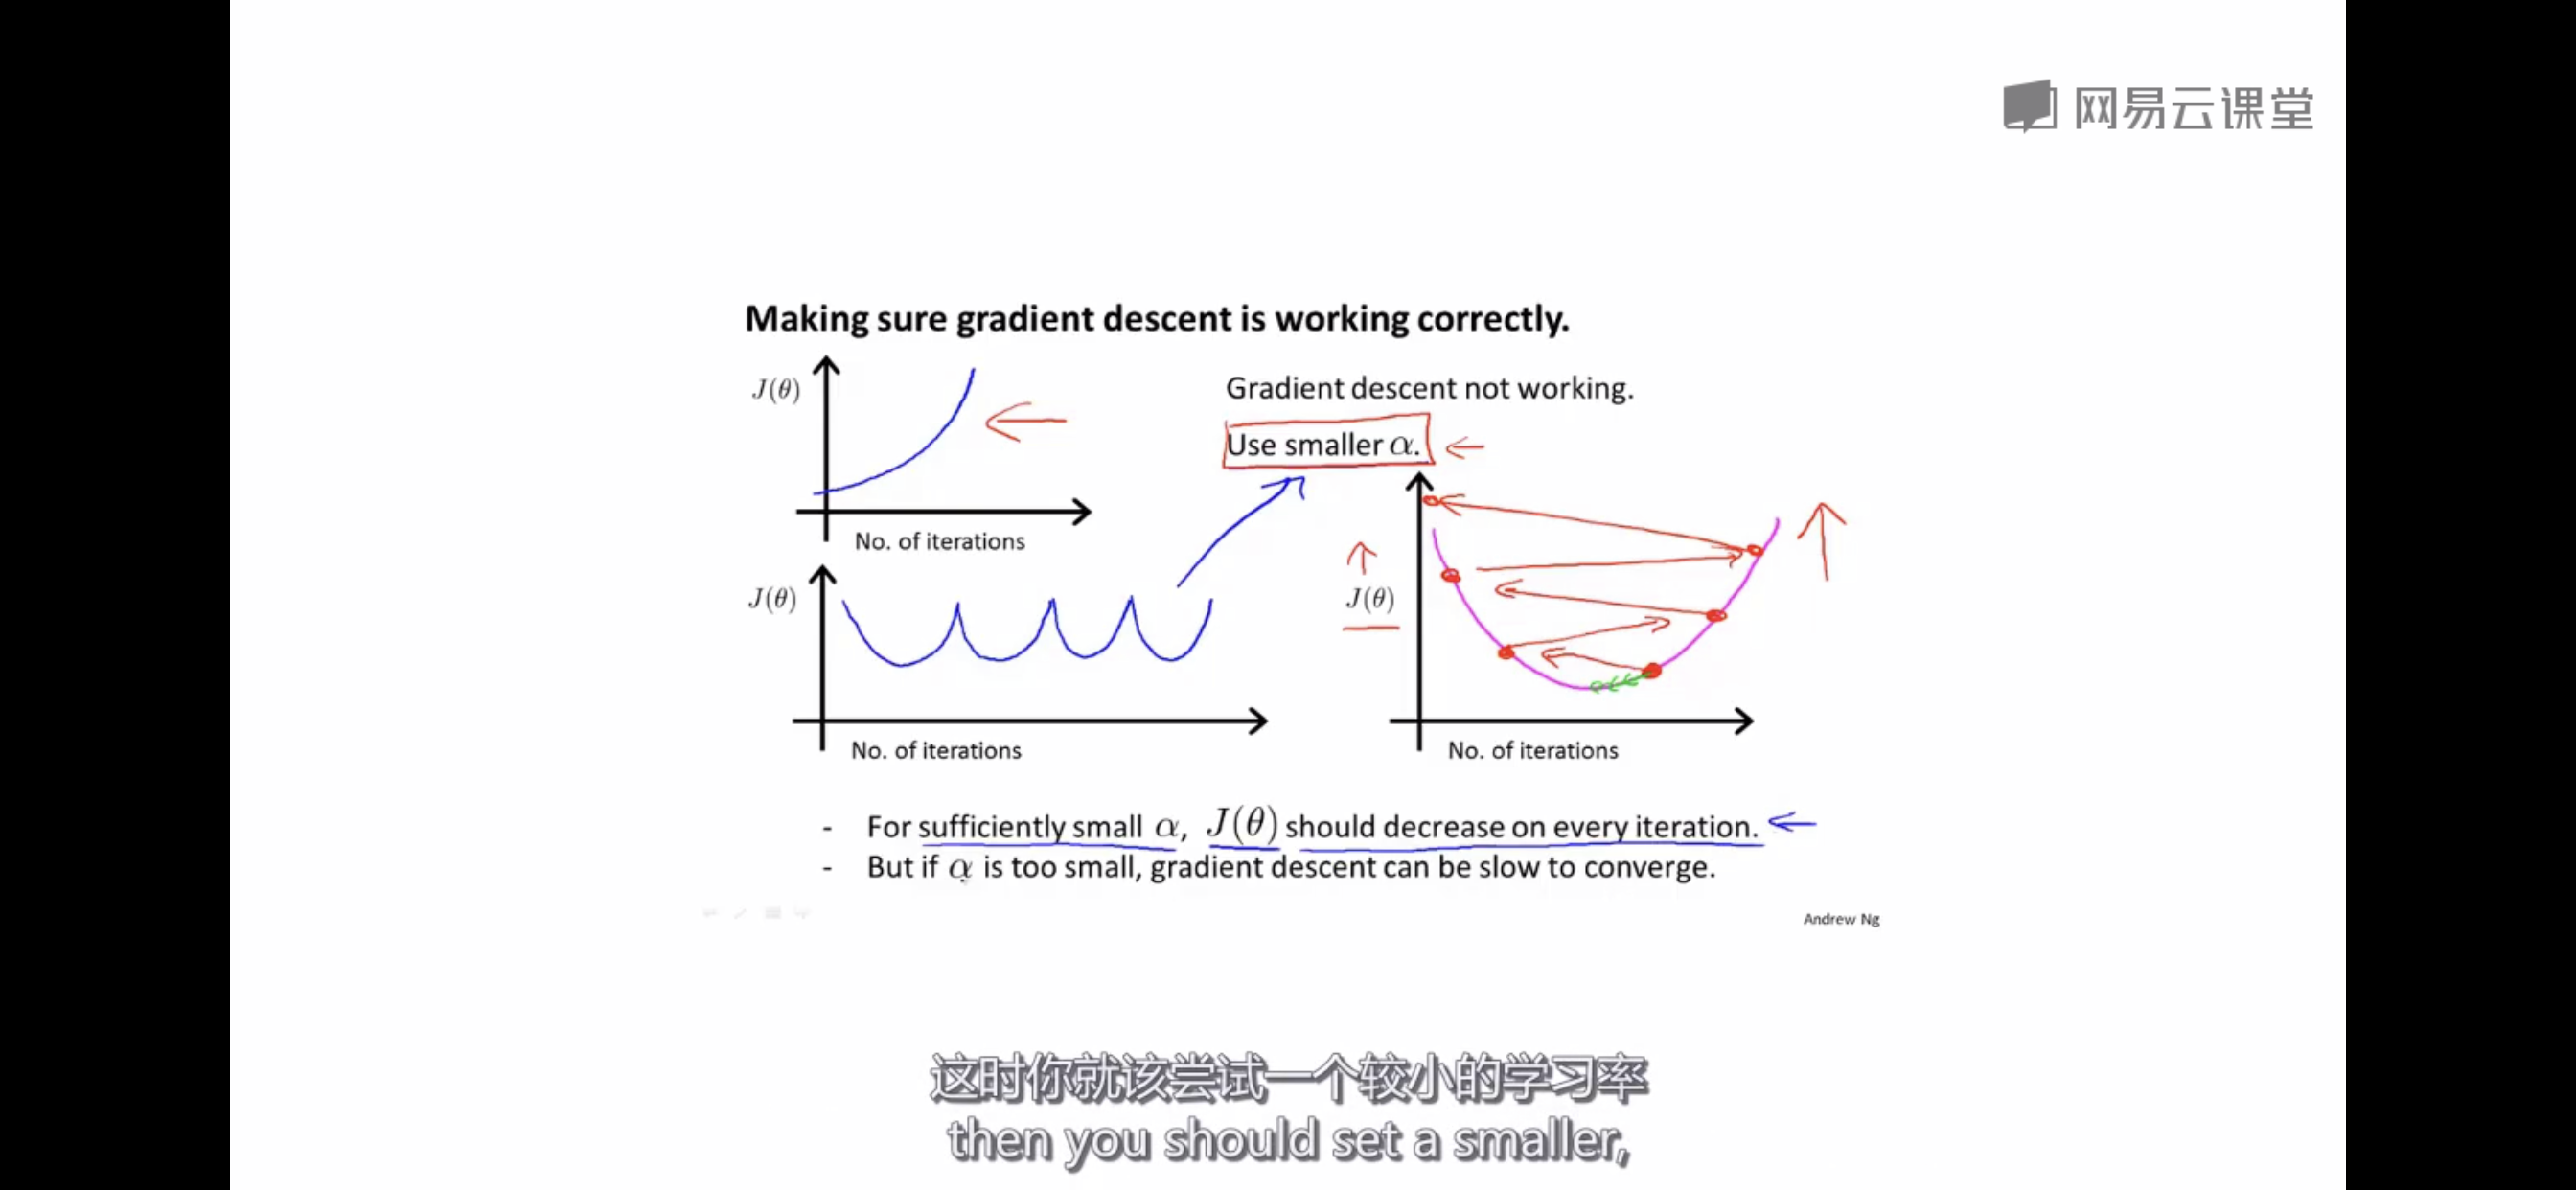 网易云课堂
Making sure gradient descent is working correctly.
J(θ)
No. of iterations
Gradient descent not working.
Use smaller α.
J(θ)
No. of iterations
J(θ)
No. of iterations
- For sufficiently small α, J(θ) should decrease on every iteration.
- But if α is too small, gradient descent can be slow to converge.
Andrew Ng
这时你就该尝试一个较小的学习率
then you should set a smaller,